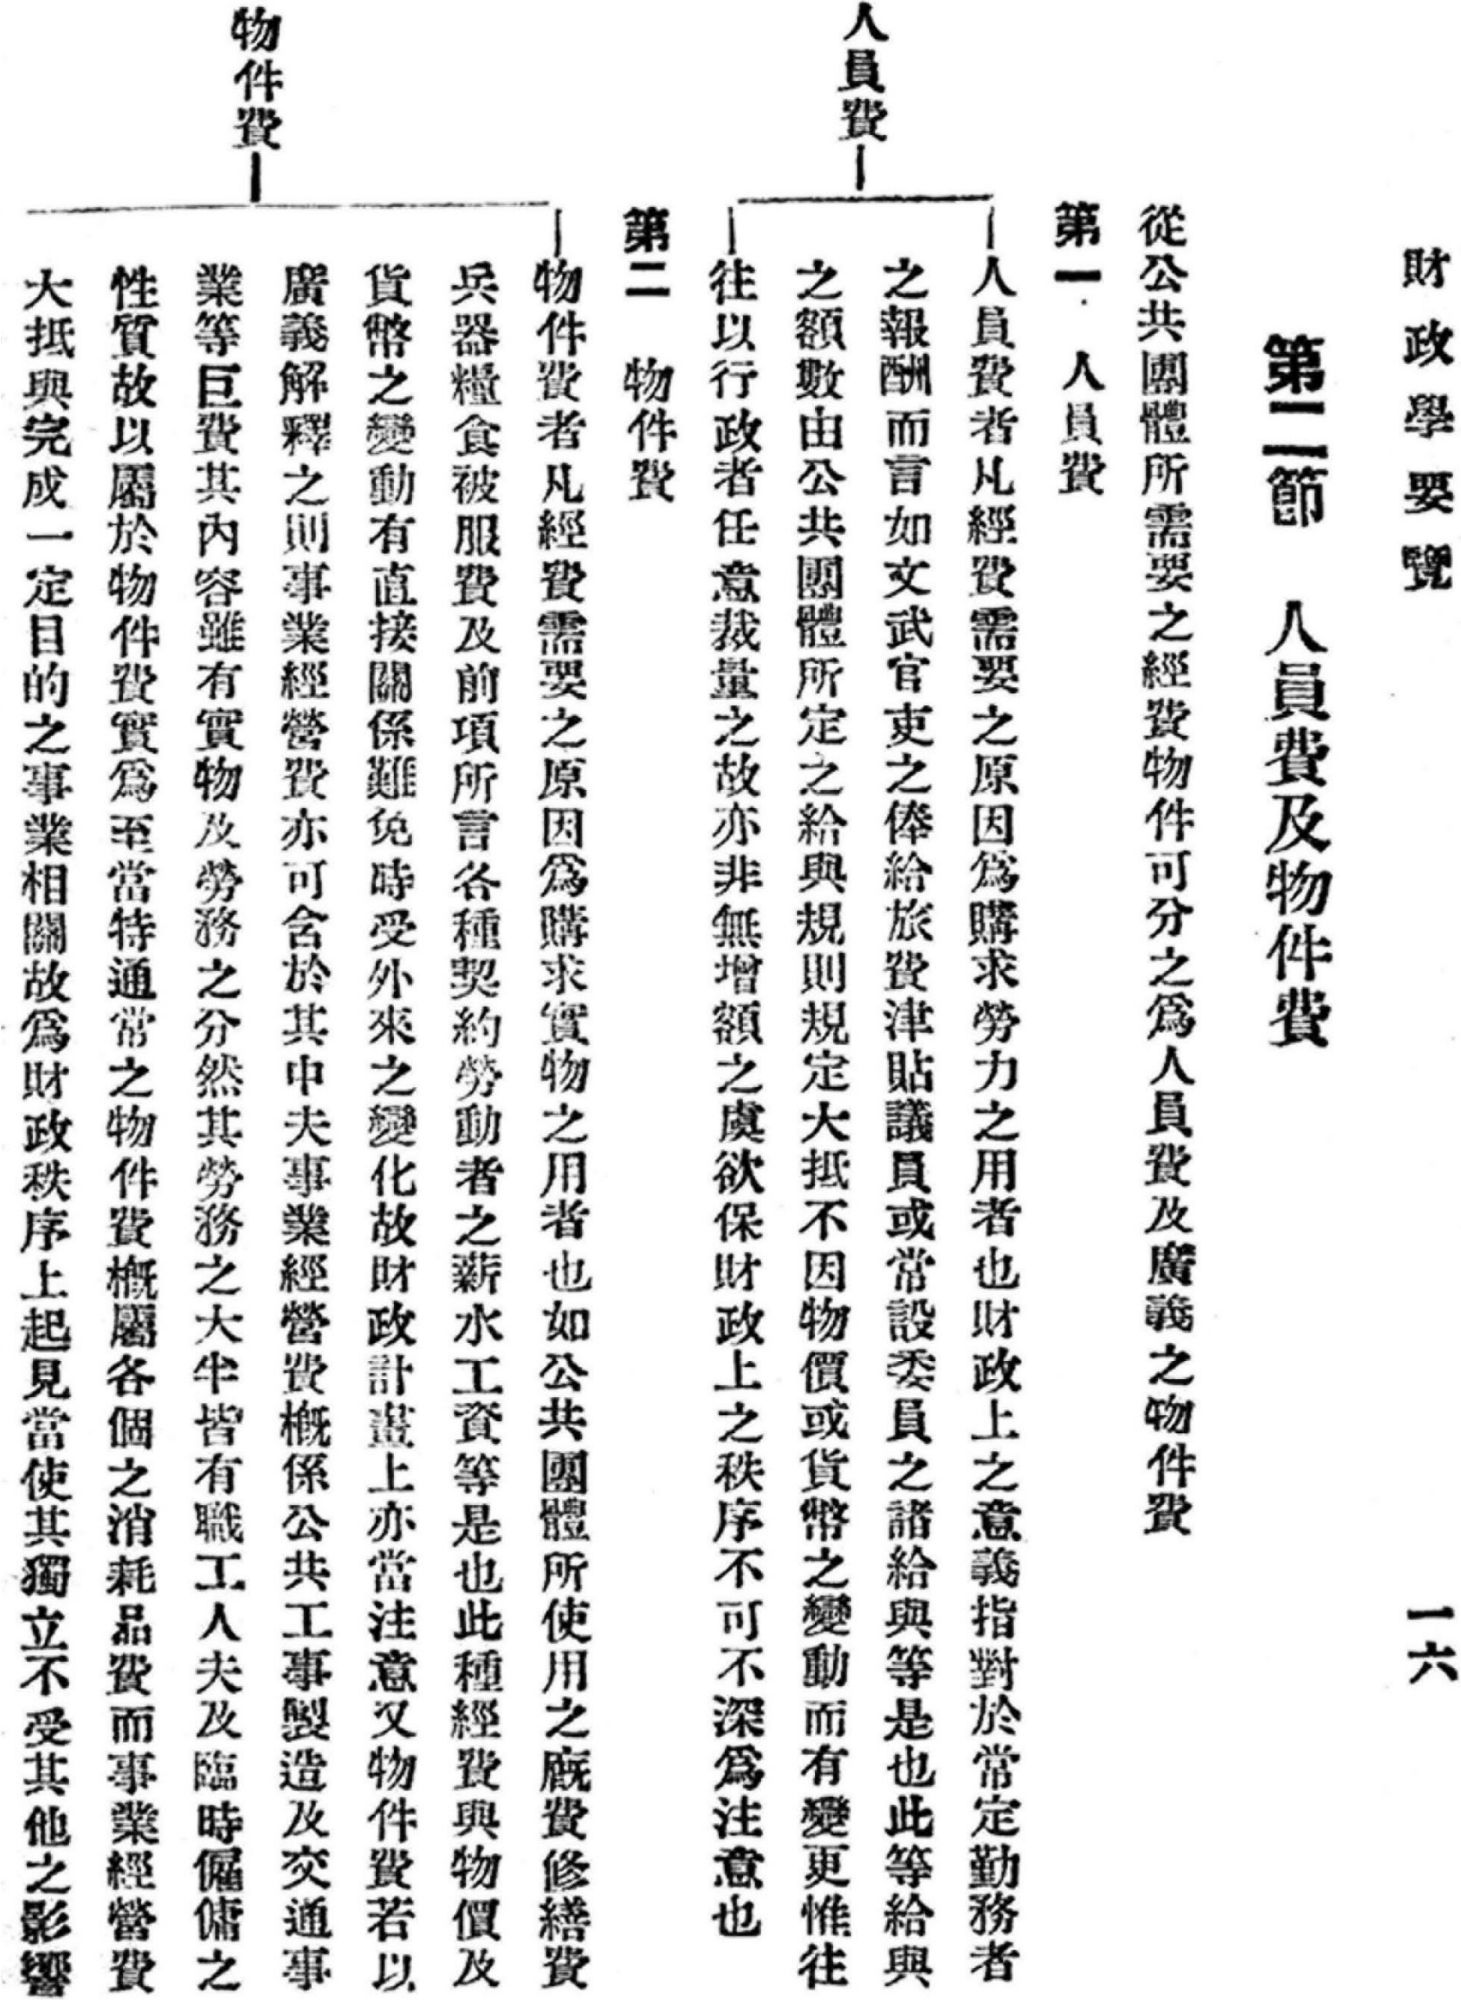 財政學要覽
一六
第二節 人員費及物件費
從公共團體所需要之經費物件可分之爲人員費及廣義之物件費
第一 人員費
人員費
人員費者凡經費需要之原因爲購求勞力之用者也財政上之意義指對於常定勤務者
之報酬而言如文武官吏之俸給旅費津貼議員或常設委員之諸給與等是也此等給與
之額數由公共團體所定之給與規則規定大抵不因物價或貨幣之變動而有變更惟往
往以行政者任意裁量之故亦非無增額之虞欲保財政上之秩序不可不深爲注意也
第二 物件費
物件費
物件費者凡經費需要之原因爲購求實物之用者也如公共團體所使用之廐費修繕費
兵器糧食被服費及前項所言各種契約勞動者之薪水工資等是也此種經費與物價及
貨幣之變動有直接關係難免時受外來之變化故財政計畫上亦當注意又物件費若以
廣義解釋之則事業經營費亦可含於其中夫事業經營費概係公共工事製造及交通事
業等巨費其內容雖有實物及勞務之分然其勞務之大半皆有職工人夫及臨時僱傭之
性質故以屬於物件費實爲至當特通常之物件費概屬各個之消耗品費而事業經營費
大抵與完成一定目的之事業相關故爲財政秩序上起見當使其獨立不受其他之影響